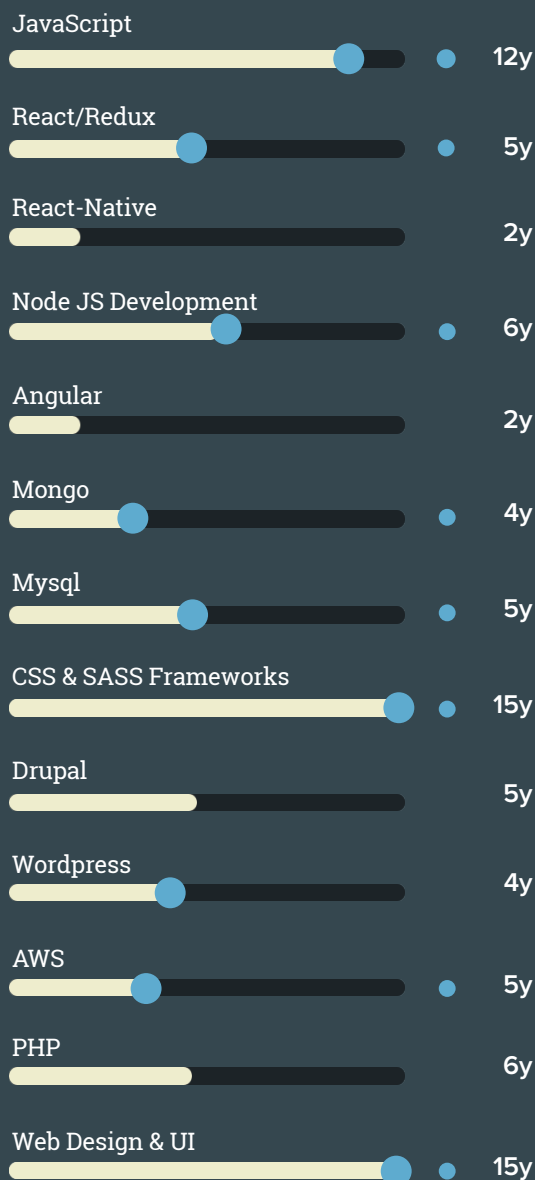 JavaScript
12y
React/Redux
5y
React-Native
2y
Node JS Development
6y
Angular
2y
Mongo
4y
Mysql
5y
CSS & SASS Frameworks
15y
Drupal
5y
Wordpress
4y
AWS
5y
PHP
6y
Web Design & UI
15y